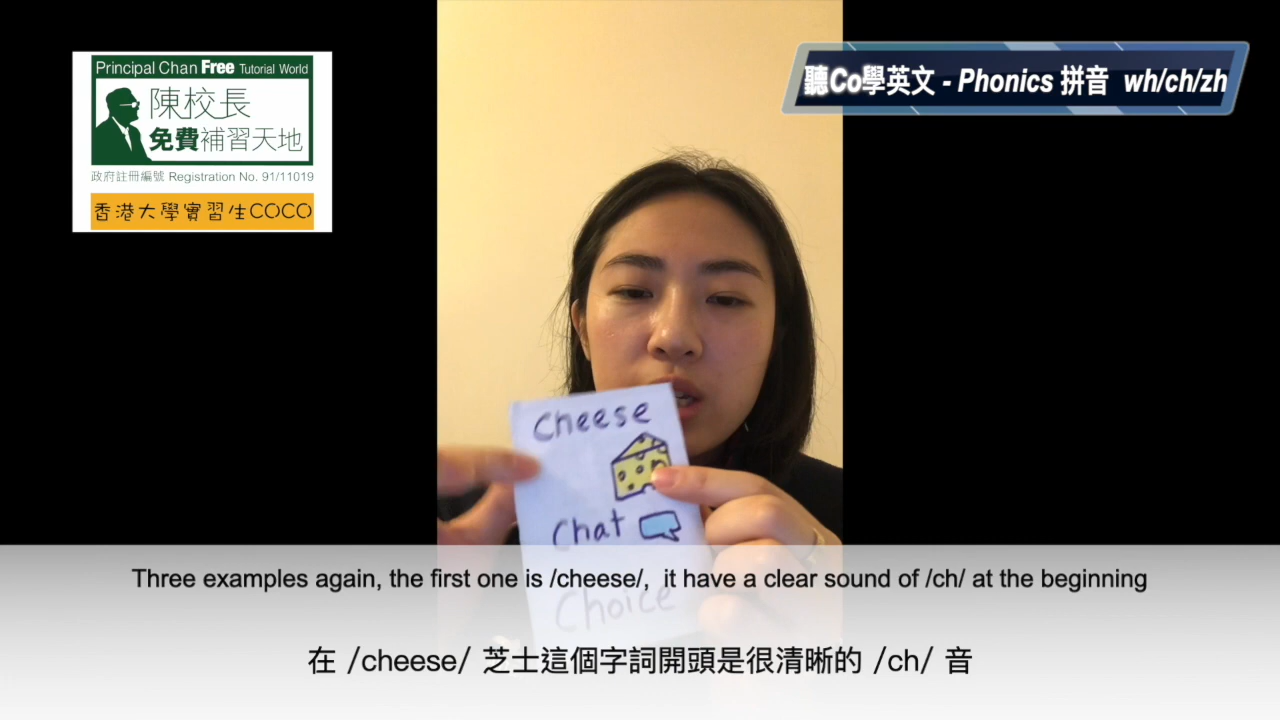 Principal Chan Free Tutorial World
陳校長
免費補習天地
政府註冊編號 Registration No. 91/11019
香港大學實習生COCO
聽Co學英文 - Phonics 拼音 wh/ch/zh
Cheese
Chat
Choice
Three examples again, the first one is /cheese/, it have a clear sound of /ch/ at the beginning
在 /cheese/ 芝士這個字詞開頭是很清晰的 /ch/ 音